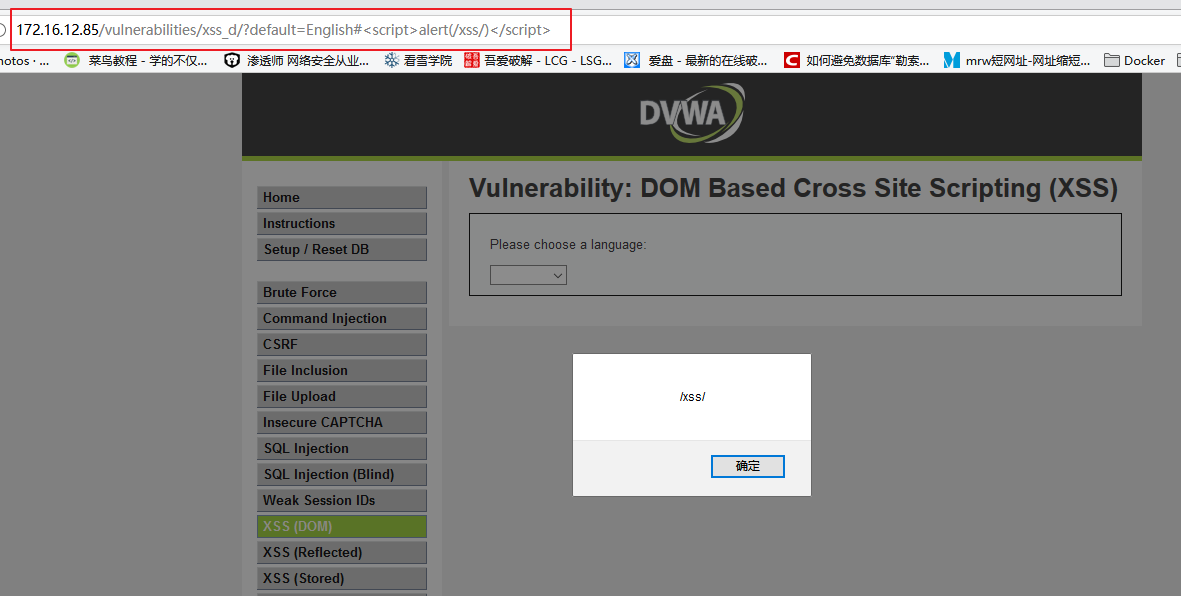 172.16.12.85/vulnerabilities/xss_d/?default=English#<script>alert(/xss/)</script>
hotos · ... 菜鸟教程 - 学的不仅... 渗透师 网络安全从业... 看雪学院 吾爱破解 - LCG - LSG... 爱盘 - 最新的在线破... C 如何避免数据库“勒索... mrw短网址-网址缩短... Docker
DVWA
Vulnerability: DOM Based Cross Site Scripting (XSS)
Please choose a language:
Home
Instructions
Setup / Reset DB
Brute Force
Command Injection
CSRF
File Inclusion
File Upload
Insecure CAPTCHA
SQL Injection
SQL Injection (Blind)
Weak Session IDs
XSS (DOM)
XSS (Reflected)
XSS (Stored)
/xss/
确定